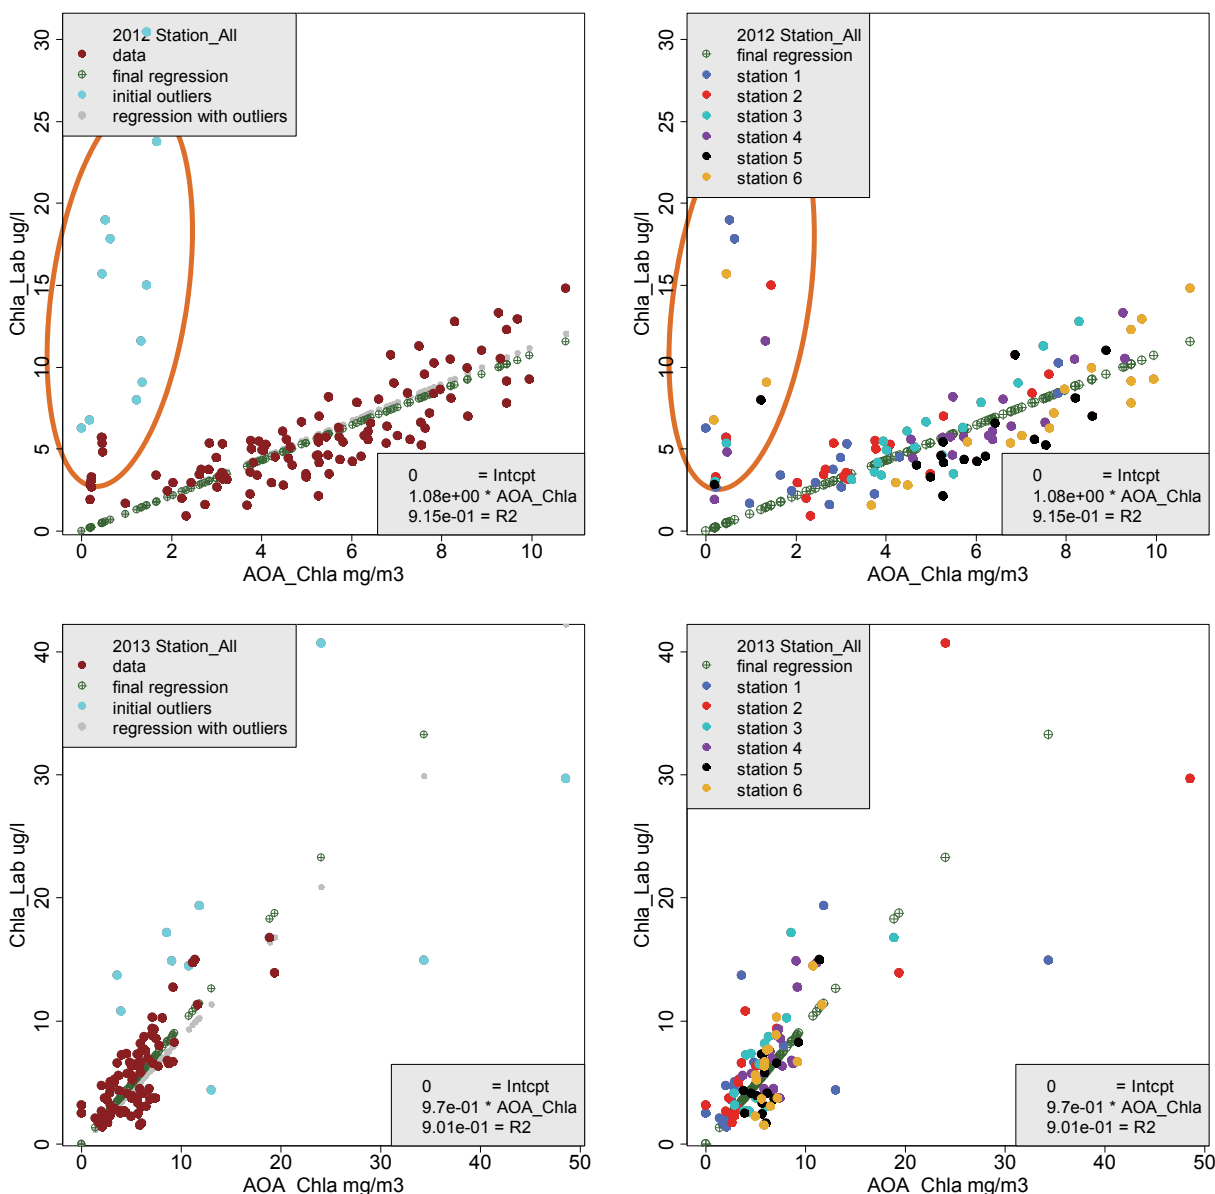 2012 Station_All
data
final regression
initial outliers
regression with outliers
0 5 10 15 20 25 30
Chla_Lab ug/l
0 = Intcpt
1.08e+00 * AOA_Chla
9.15e-01 = R2
0 2 4 6 8 10
AOA_Chla mg/m3
2012 Station_All
final regression
station 1
station 2
station 3
station 4
station 5
station 6
0 5 10 15 20 25 30
Chla_Lab ug/l
0 = Intcpt
1.08e+00 * AOA_Chla
9.15e-01 = R2
0 2 4 6 8 10
AOA_Chla mg/m3
2013 Station_All
data
final regression
initial outliers
regression with outliers
0 10 20 30 40
Chla_Lab ug/l
0 = Intcpt
9.7e-01 * AOA_Chla
9.01e-01 = R2
0 10 20 30 40 50
AOA_Chla mg/m3
2013 Station_All
final regression
station 1
station 2
station 3
station 4
station 5
station 6
0 10 20 30 40
Chla_Lab ug/l
0 = Intcpt
9.7e-01 * AOA_Chla
9.01e-01 = R2
0 10 20 30 40 50
AOA_Chla mg/m3